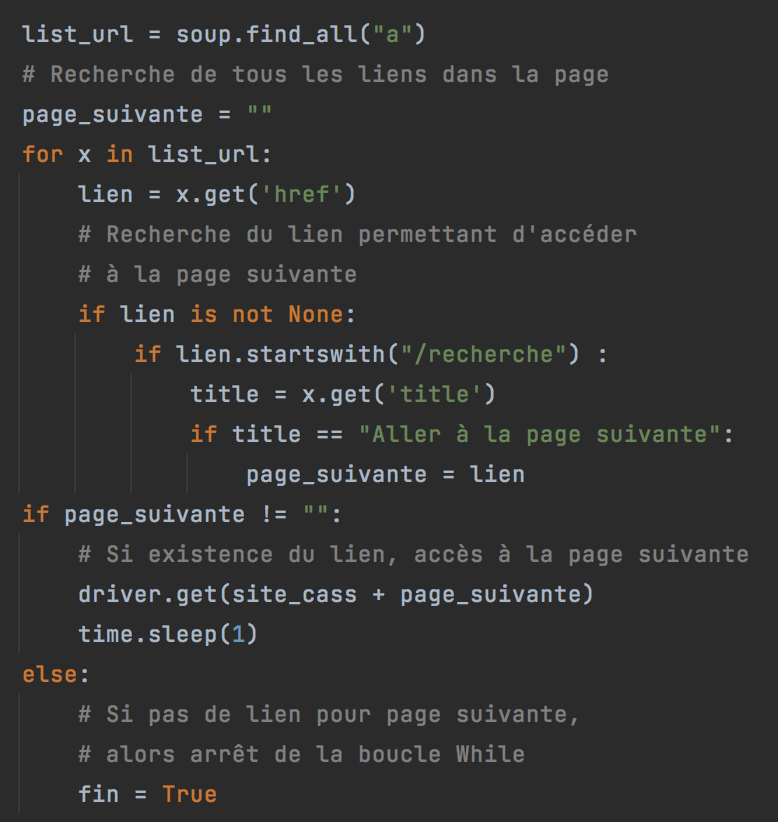 list_url = soup.find_all("a")
# Recherche de tous les liens dans la page
page_suivante = ""
for x in list_url:
    lien = x.get('href')
    # Recherche du lien permettant d'accéder
    # à la page suivante
    if lien is not None:
        if lien.startswith("/recherche") :
            title = x.get('title')
            if title == "Aller à la page suivante":
                page_suivante = lien
if page_suivante != "":
    # Si existence du lien, accès à la page suivante
    driver.get(site_cass + page_suivante)
    time.sleep(1)
else:
    # Si pas de lien pour page suivante,
    # alors arrêt de la boucle While
    fin = True